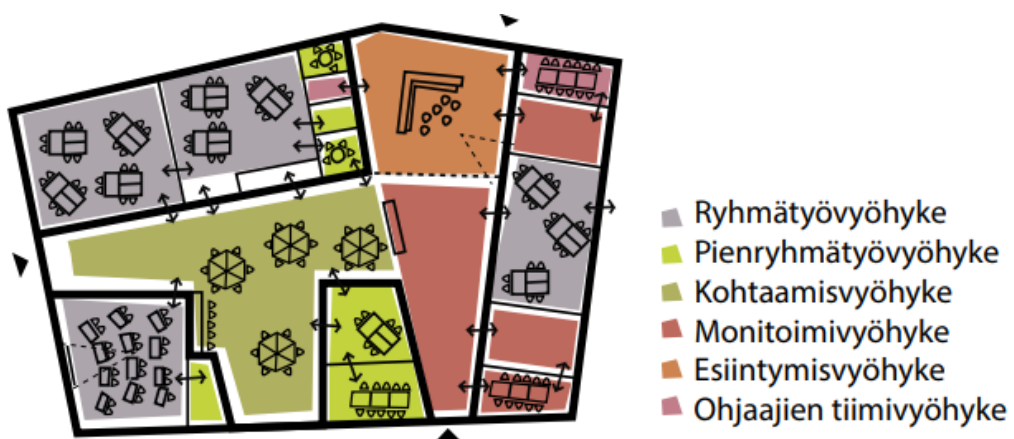 Ryhmätyövyöhyke
Pienryhmätyövyöhyke
Kohtaamisvyöhyke
Monitoimivyöhyke
Esiintymisvyöhyke
Ohjaajien tiimivyöhyke